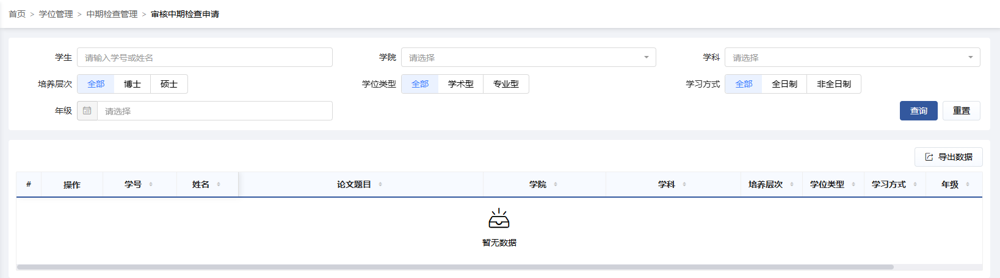 首页 > 学位管理 > 中期检查管理 > 审核中期检查申请
学生 请输入学号或姓名 学院 请选择 学科 请选择
培养层次 全部 博士 硕士 学位类型 全部 学术型 专业型 学习方式 全部 全日制 非全日制
年级 请选择 查询 重置
导出数据
# 操作 学号 姓名 论文题目 学院 学科 培养层次 学位类型 学习方式 年级
暂无数据